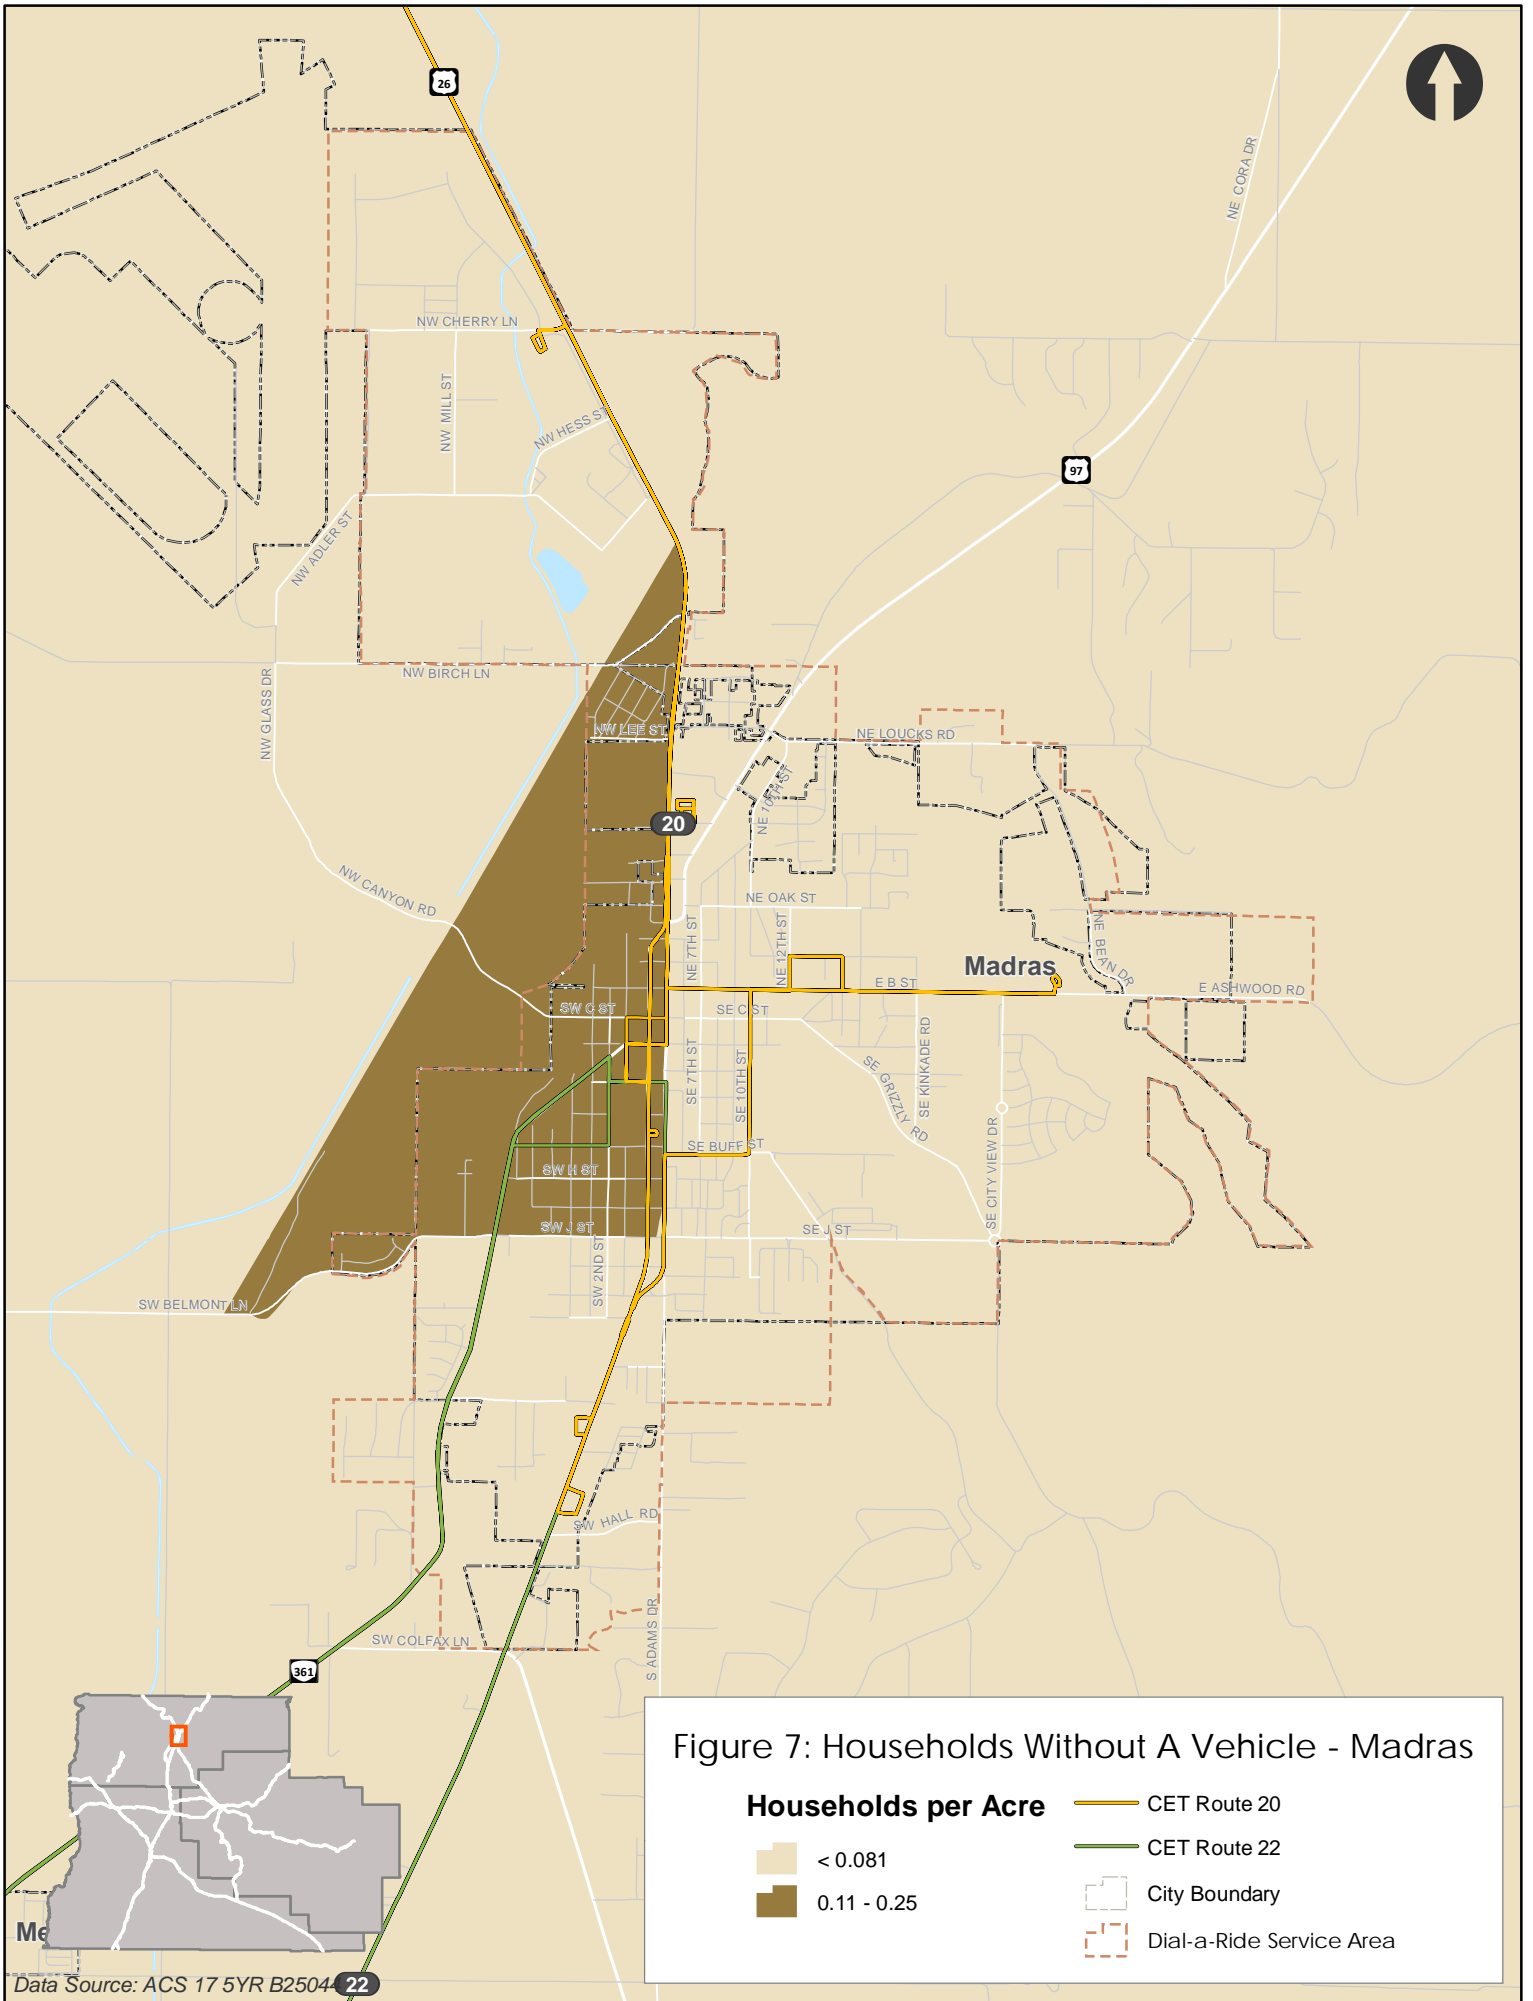 26
NE CORA DR
NW CHERRY LN
NW MILL ST
NW HESS ST
97
NW ADLER ST
NW BIRCH LN
NW GLASS DR
NW LEE ST
NE LOUCKS RD
NE 10TH ST
20
NW CANYON RD
NE OAK ST
NE 7TH ST
NE 12TH ST
NE BEAN DR
Madras
E B ST
E ASHWOOD RD
SW C ST
SE C ST
SE 7TH ST
SE 10TH ST
SE GRIZZLY RD
SE KINKADE RD
SE BUFF ST
SE CITY VIEW DR
SW H ST
SW J ST
SE J ST
SW 2ND ST
SW BELMONT LN
SW HALL RD
S ADAMS DR
SW COLFAX LN
361
Figure 7: Households Without A Vehicle - Madras
Households per Acre
< 0.081
0.11 - 0.25
CET Route 20
CET Route 22
City Boundary
Dial-a-Ride Service Area
Me
Data Source: ACS 17 5YR B25044
22